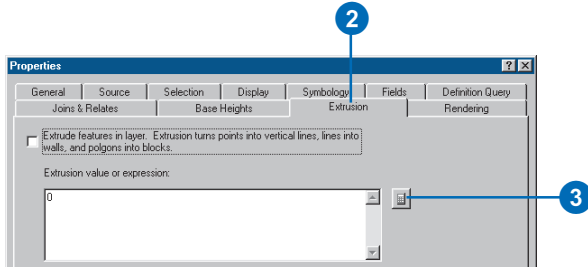 2
Properties
General Source Selection Display Symbology Fields Definition Query
Joins & Relates Base Heights Extrusion Rendering
Extrude features in layer. Extrusion turns points into vertical lines, lines into
walls, and polgons into blocks.
Extrusion value or expression:
0
3